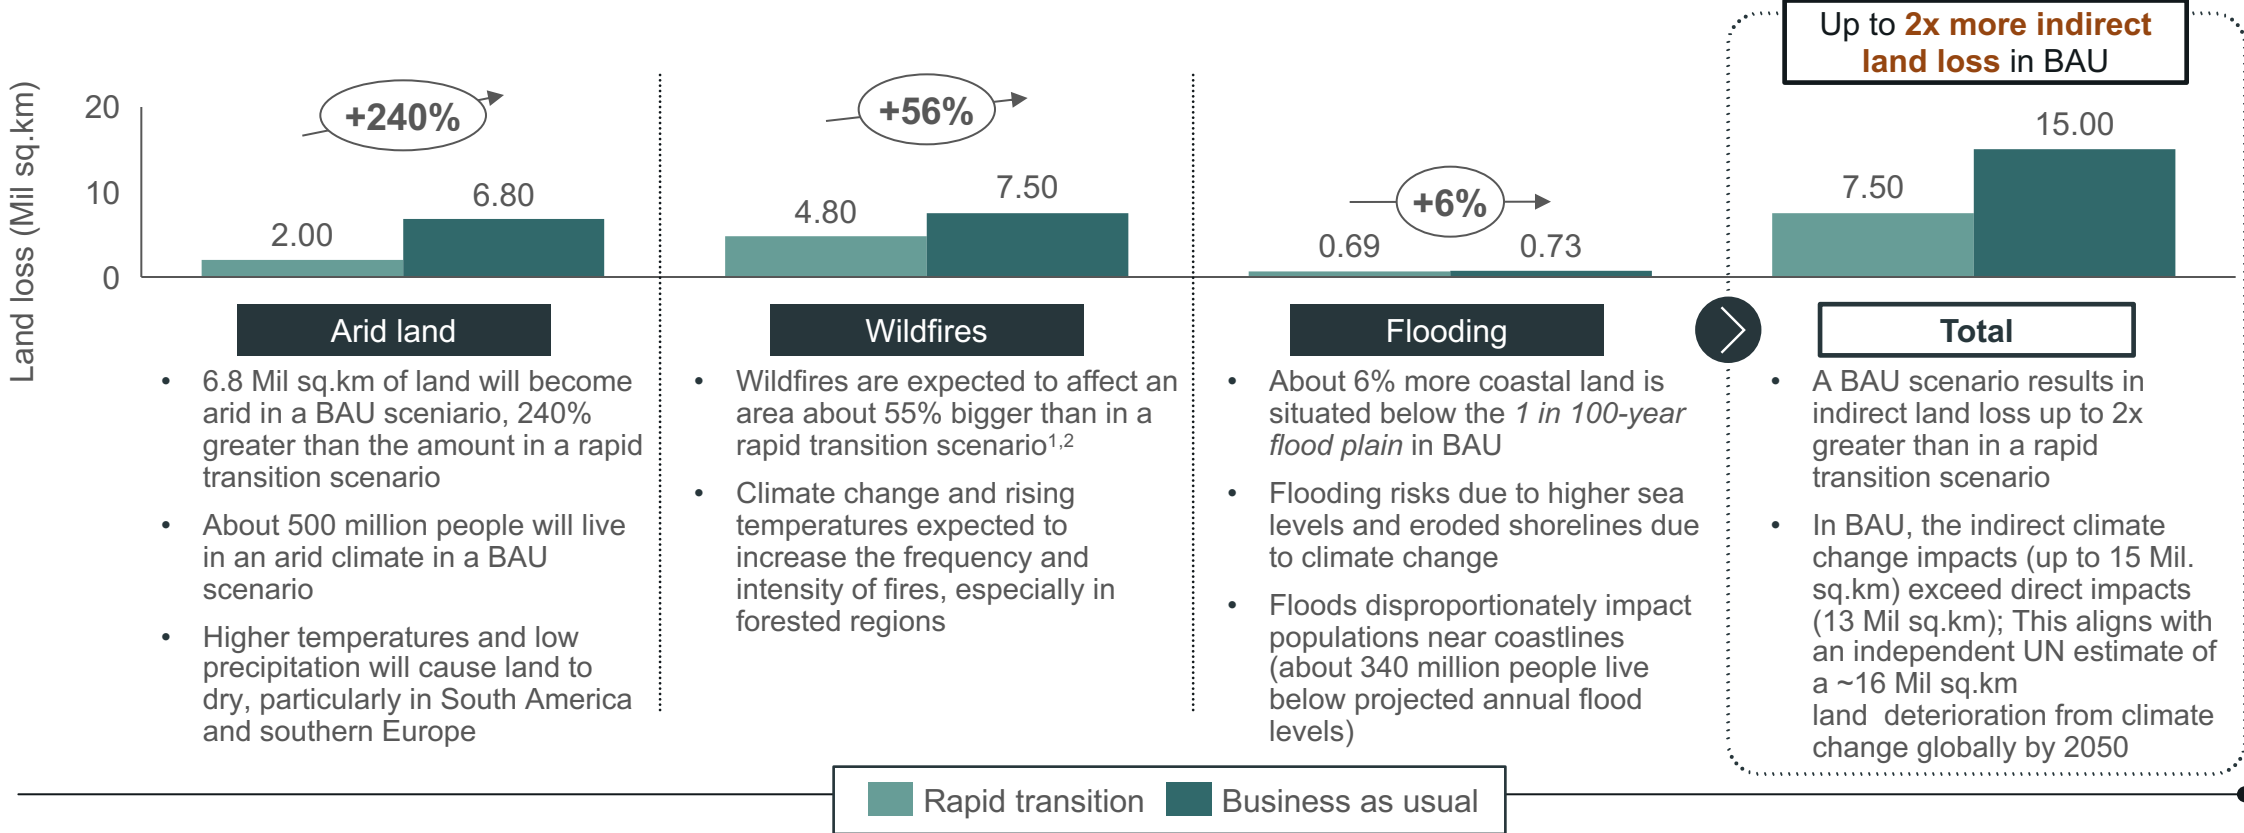 Up to 2x more indirect
land loss in BAU
Land loss (Mil sq.km)
20
10
0
+240%
2.00
6.80
+56%
4.80
7.50
+6%
0.69
0.73
7.50
15.00
Arid land
• 6.8 Mil sq.km of land will become
arid in a BAU sceniario, 240%
greater than the amount in a rapid
transition scenario
• About 500 million people will live
in an arid climate in a BAU
scenario
• Higher temperatures and low
precipitation will cause land to
dry, particularly in South America
and southern Europe
Wildfires
• Wildfires are expected to affect an
area about 55% bigger than in a
rapid transition scenario1,2
• Climate change and rising
temperatures expected to
increase the frequency and
intensity of fires, especially in
forested regions
Flooding
• About 6% more coastal land is
situated below the 1 in 100-year
flood plain in BAU
• Flooding risks due to higher sea
levels and eroded shorelines due
to climate change
• Floods disproportionately impact
populations near coastlines
(about 340 million people live
below projected annual flood
levels)
Total
• A BAU scenario results in
indirect land loss up to 2x
greater than in a rapid
transition scenario
• In BAU, the indirect climate
change impacts (up to 15 Mil.
sq.km) exceed direct impacts
(13 Mil sq.km); This aligns with
an independent UN estimate of
a ~16 Mil sq.km
land deterioration from climate
change globally by 2050
Rapid transition
Business as usual